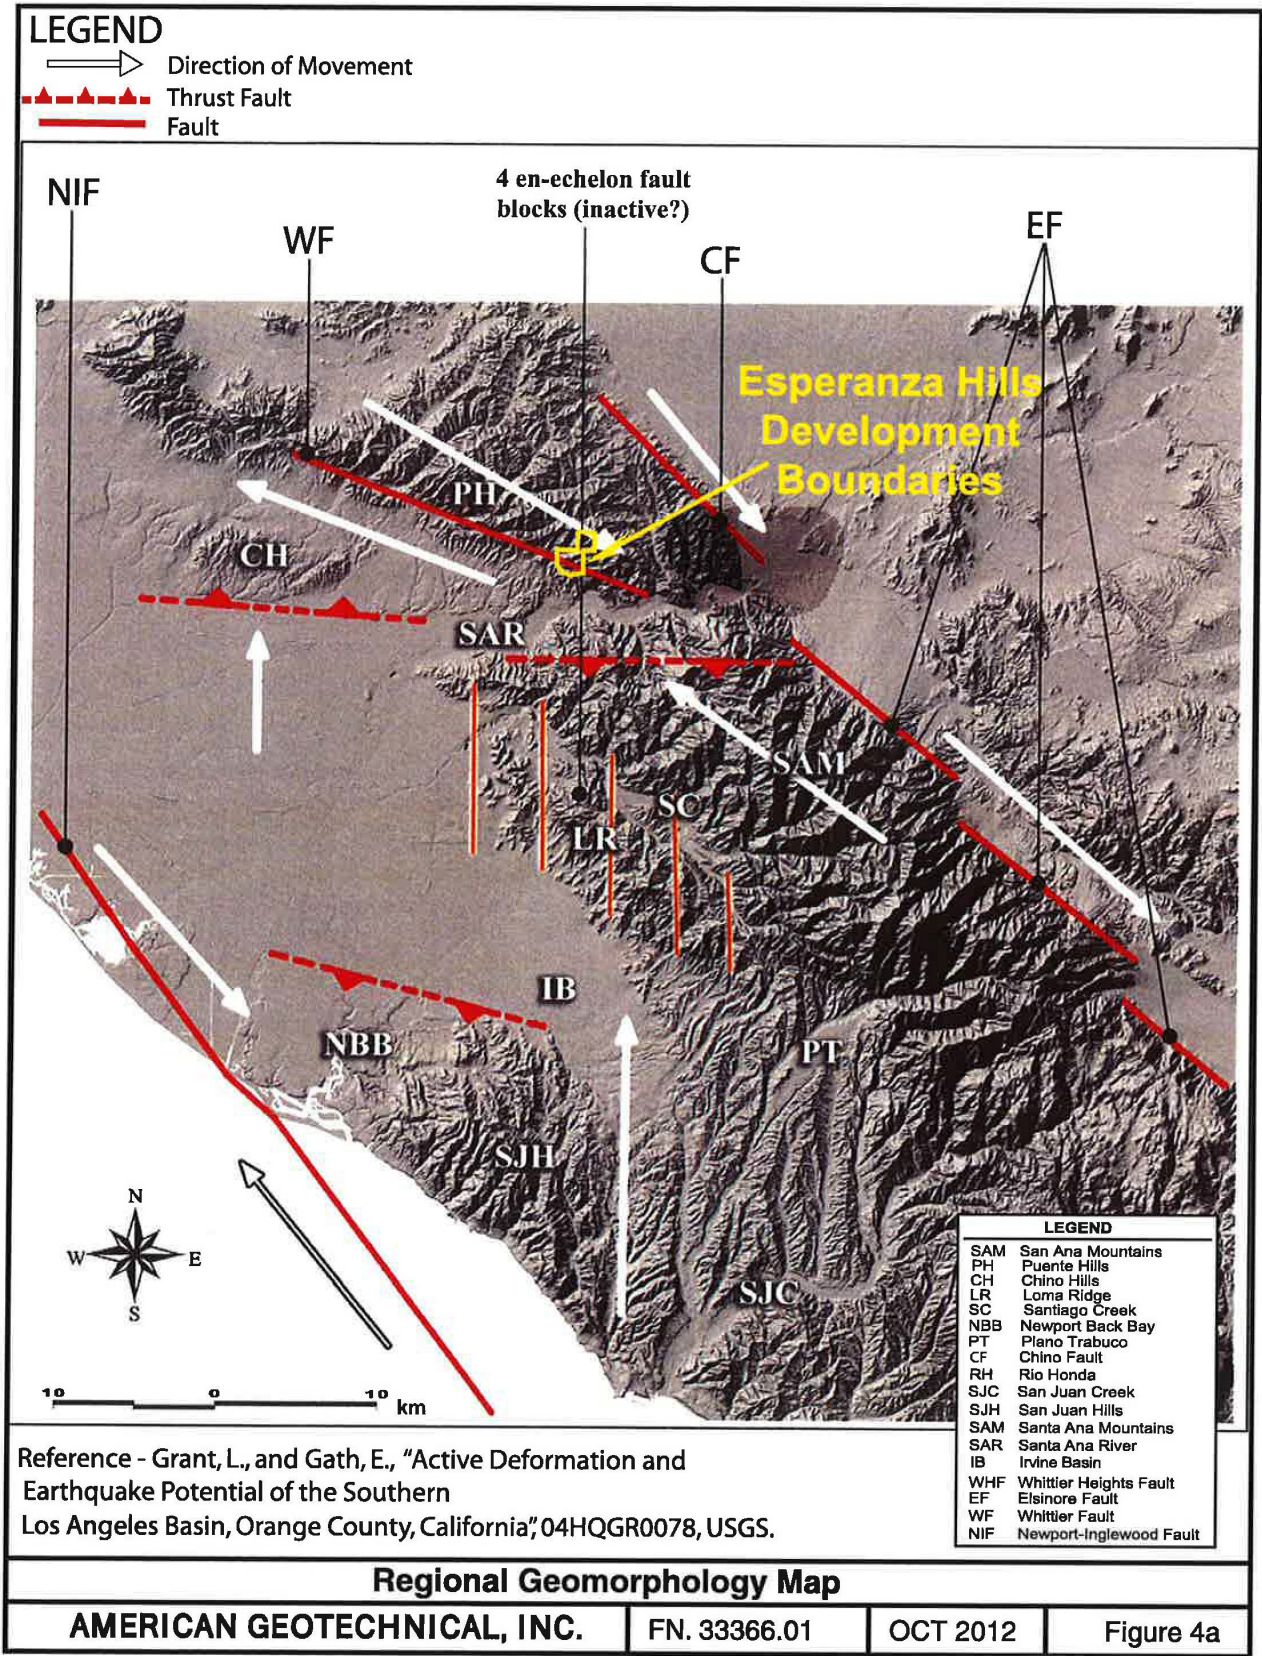 LEGEND
Direction of Movement
Thrust Fault
Fault
NIF
WF
4 en-echelon fault
blocks (inactive?)
CF
EF
Esperanza Hills
Development
Boundaries
PH
CH
SAR
SAM
SC
LR
IB
NBB
PT
SJH
SJC
N
W
E
S
10 0 10
km
LEGEND
SAM San Ana Mountains
PH Puente Hills
CH Chino Hills
LR Loma Ridge
SC Santiago Creek
NBB Newport Back Bay
PT Plano Trabuco
CF Chino Fault
RH Rio Honda
SJC San Juan Creek
SJH San Juan Hills
SAM Santa Ana Mountains
SAR Santa Ana River
IB Irvine Basin
WHF Whittier Heights Fault
EF Elsinore Fault
WF Whittier Fault
NIF Newport-Inglewood Fault
Reference - Grant, L., and Gath, E., "Active Deformation and
Earthquake Potential of the Southern
Los Angeles Basin, Orange County, California", 04HQGR0078, USGS.
Regional Geomorphology Map
AMERICAN GEOTECHNICAL, INC.
FN. 33366.01
OCT 2012
Figure 4a